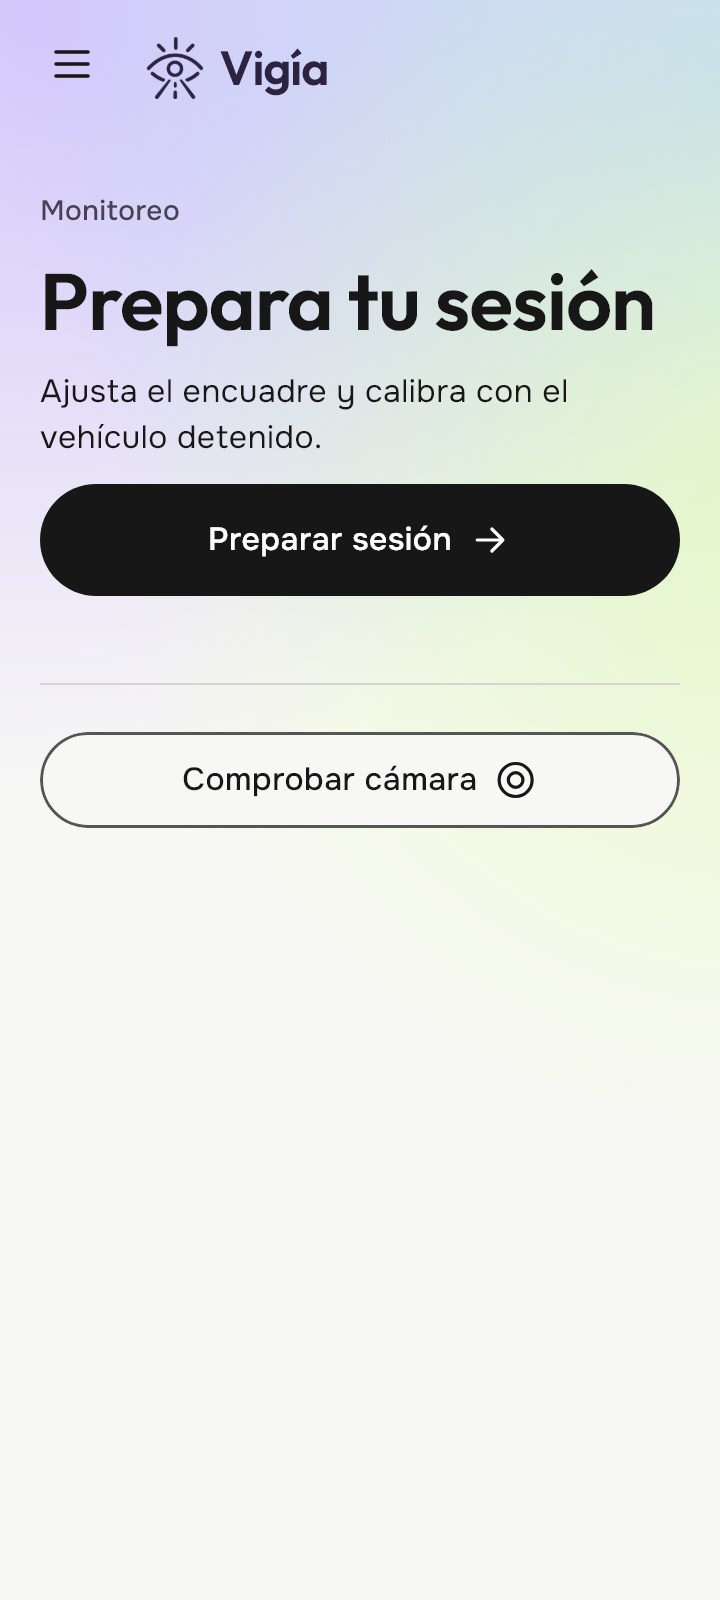 Vigía
Monitoreo
Prepara tu sesión
Ajusta el encuadre y calibra con el
vehículo detenido.
Preparar sesión
Comprobar cámara